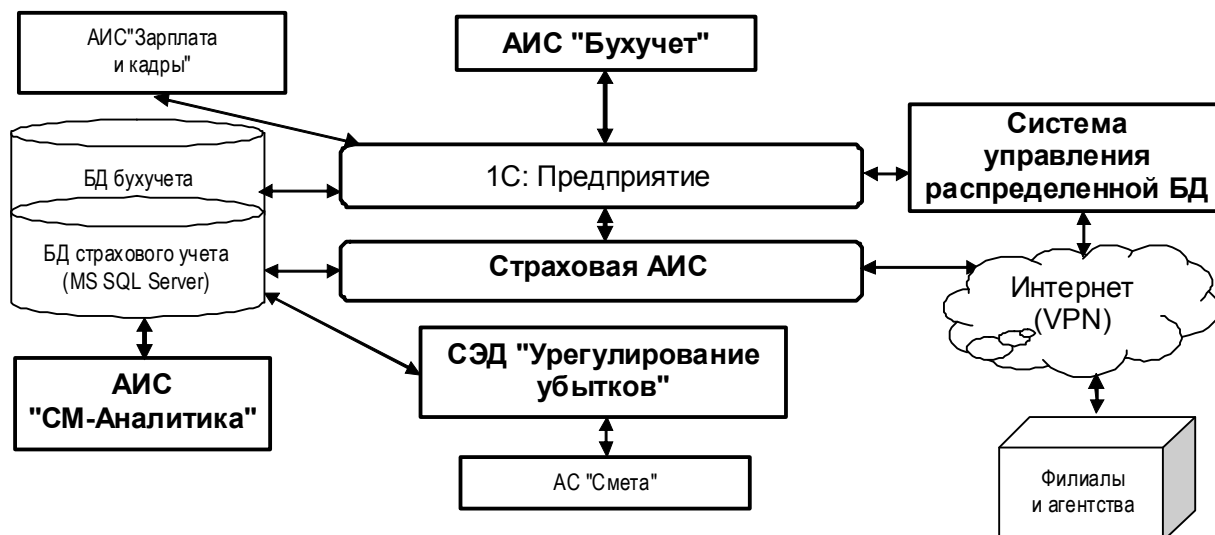 АИС"Зарплата
и кадры"
АИС "Бухучет"
Система
управления
распределенной БД
БД бухучета
1С: Предприятие
БД страхового учета
(MS SQL Server)
Страховая АИС
Интернет
(VPN)
СЭД "Урегулирование
убытков"
АИС
"СМ-Аналитика"
АС "Смета"
Филиалы
и агентства